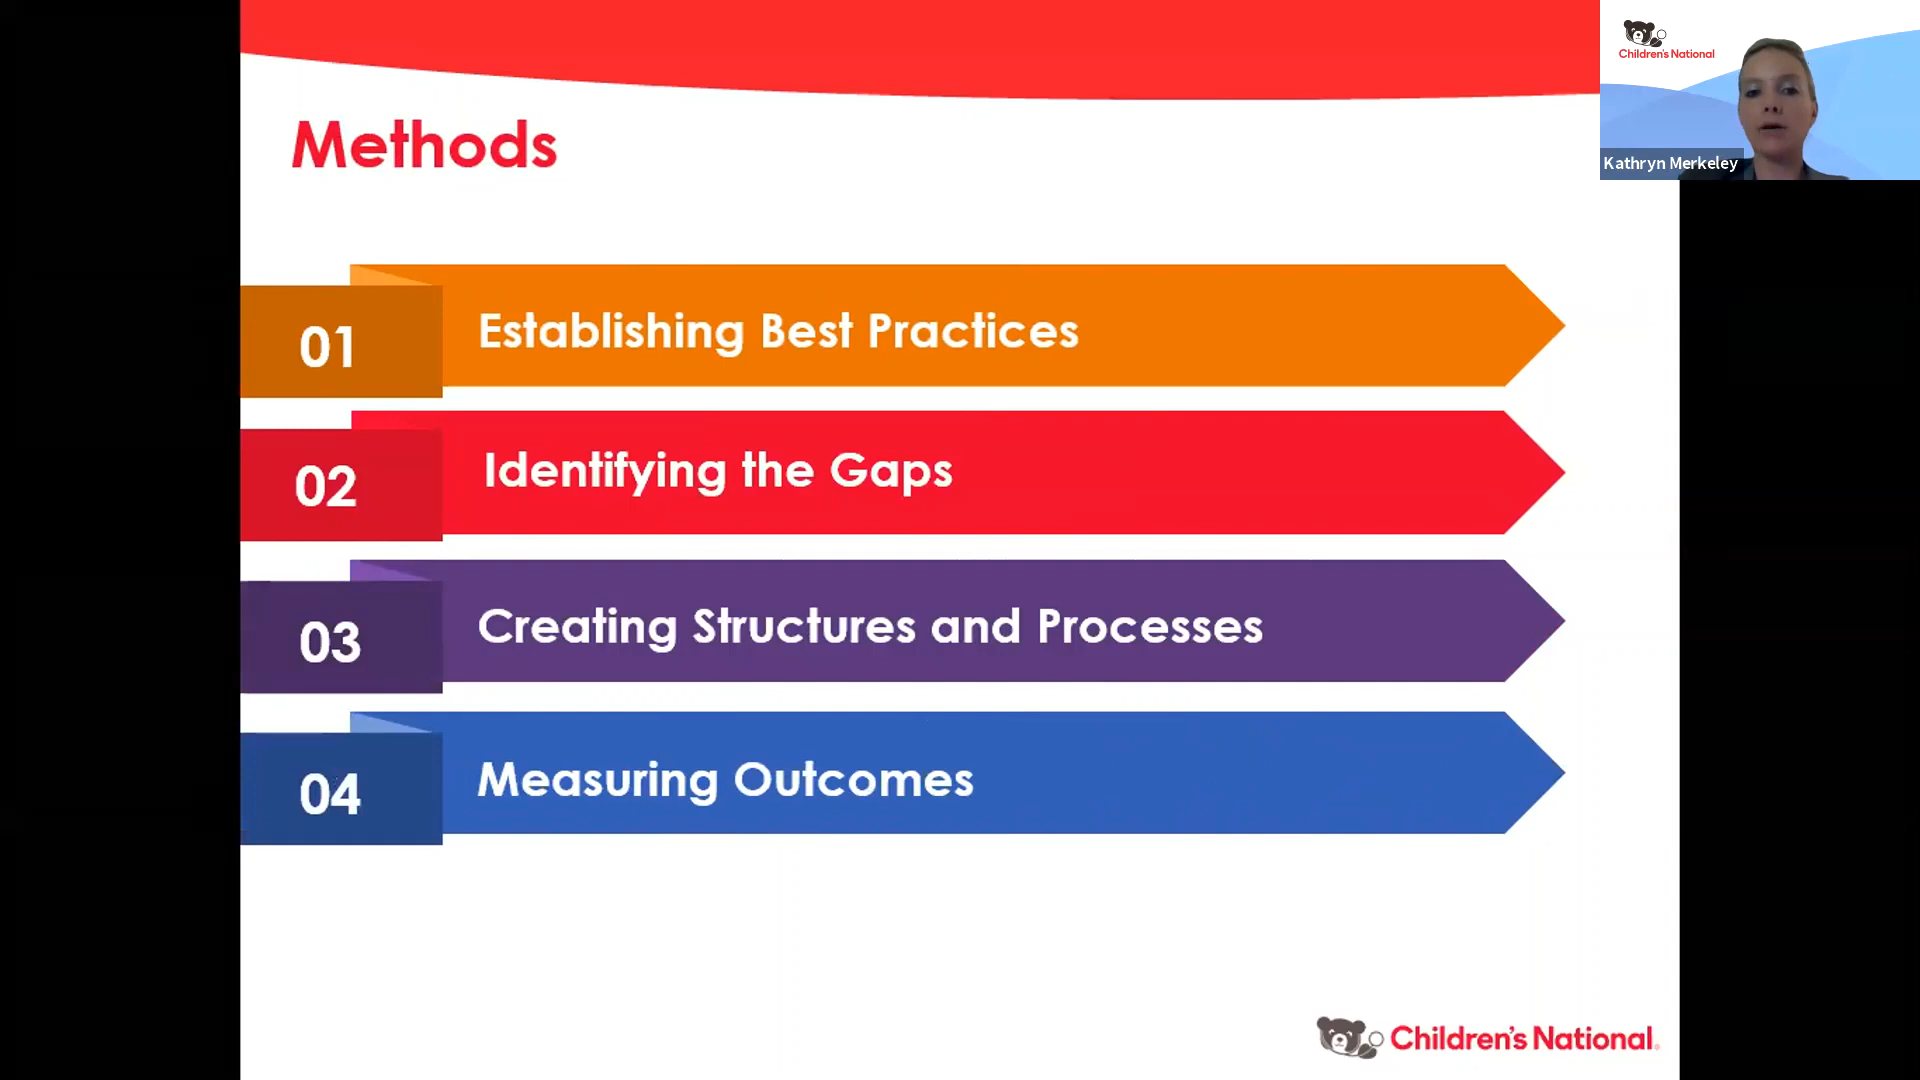 Methods
Children's National
Kathryn Merkeley
01
Establishing Best Practices
02
Identifying the Gaps
03
Creating Structures and Processes
04
Measuring Outcomes
Children's National